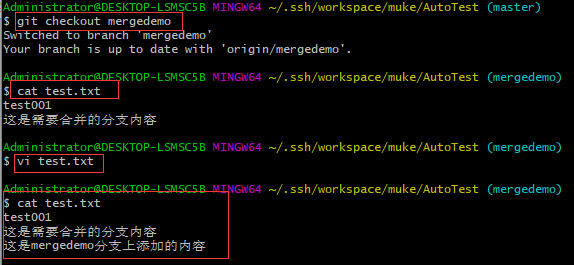 Administrator@DESKTOP-LSMSC5B MINGW64 ~/.ssh/workspace/muke/AutoTest (master)
$ git checkout mergedemo
Switched to branch 'mergedemo'
Your branch is up to date with 'origin/mergedemo'.
Administrator@DESKTOP-LSMSC5B MINGW64 ~/.ssh/workspace/muke/AutoTest (mergedemo)
$ cat test.txt
test001
这是需要合并的分支内容
Administrator@DESKTOP-LSMSC5B MINGW64 ~/.ssh/workspace/muke/AutoTest (mergedemo)
$ vi test.txt
Administrator@DESKTOP-LSMSC5B MINGW64 ~/.ssh/workspace/muke/AutoTest (mergedemo)
$ cat test.txt
test001
这是需要合并的分支内容
这是mergedemo分支上添加的内容